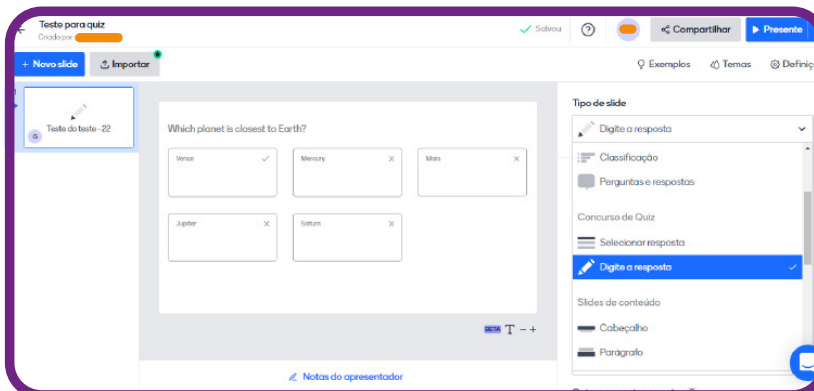 Teste para quiz
Criado por
Salvou
Compartilhar
Presente
+ Novo slide
Importar
Exemplos
Temas
Definiç
Teste do teste - 22
Which planet is closest to Earth?
Venus
Mercury
Mars
Jupiter
Saturn
BETA T - +
Notas do apresentador
Tipo de slide
Digite a resposta
Classificação
Perguntas e respostas
Concurso de Quiz
Selecionar resposta
Digite a resposta
Slides de conteúdo
Cabeçalho
Parágrafo